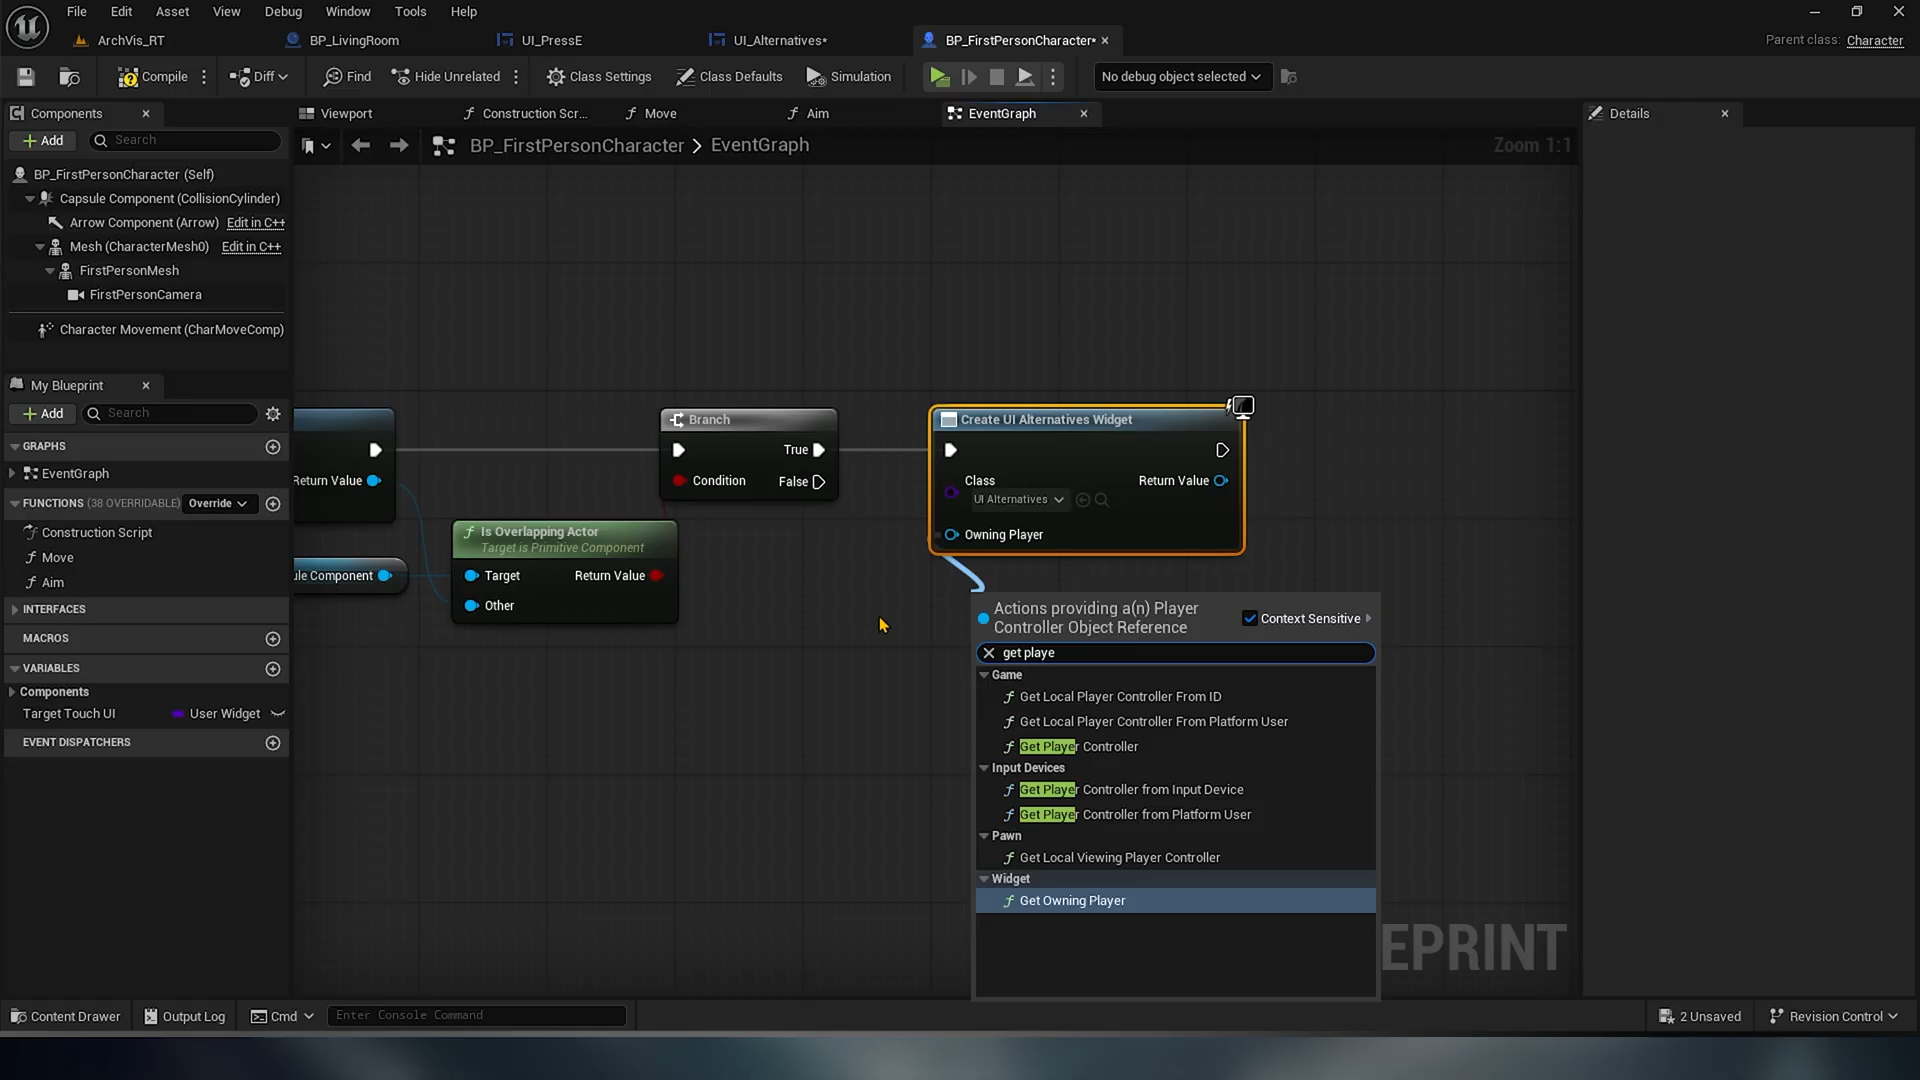 File Edit Asset View Debug Window Tools Help
ArchVis_RT BP_LivingRoom UI_PressE UI_Alternatives* BP_FirstPersonCharacter* Parent class: Character
Compile Diff Find Hide Unrelated Class Settings Class Defaults Simulation No debug object selected
Components Viewport Construction Scr... Move Aim EventGraph Details
Add Search BP_FirstPersonCharacter > EventGraph Zoom 1:1
BP_FirstPersonCharacter (Self)
Capsule Component (CollisionCylinder)
Arrow Component (Arrow) Edit in C++
Mesh (CharacterMesh0) Edit in C++
FirstPersonMesh
FirstPersonCamera
Character Movement (CharMoveComp)
My Blueprint
Add Search
GRAPHS
EventGraph
FUNCTIONS (38 OVERRIDABLE) Override
Construction Script
Move
Aim
INTERFACES
MACROS
VARIABLES
Components
Target Touch UI User Widget
EVENT DISPATCHERS
Return Value
ule Component
Is Overlapping Actor
Target is Primitive Component
Target Return Value
Other
Branch
True
Condition False
Create UI Alternatives Widget
Class Return Value
UI Alternatives
Owning Player
Actions providing a(n) Player
Controller Object Reference
Context Sensitive
get playe
Game
Get Local Player Controller From ID
Get Local Player Controller From Platform User
Get Player Controller
Input Devices
Get Player Controller from Input Device
Get Player Controller from Platform User
Pawn
Get Local Viewing Player Controller
Widget
Get Owning Player
EPRINT
Content Drawer Output Log Cmd Enter Console Command 2 Unsaved Revision Control